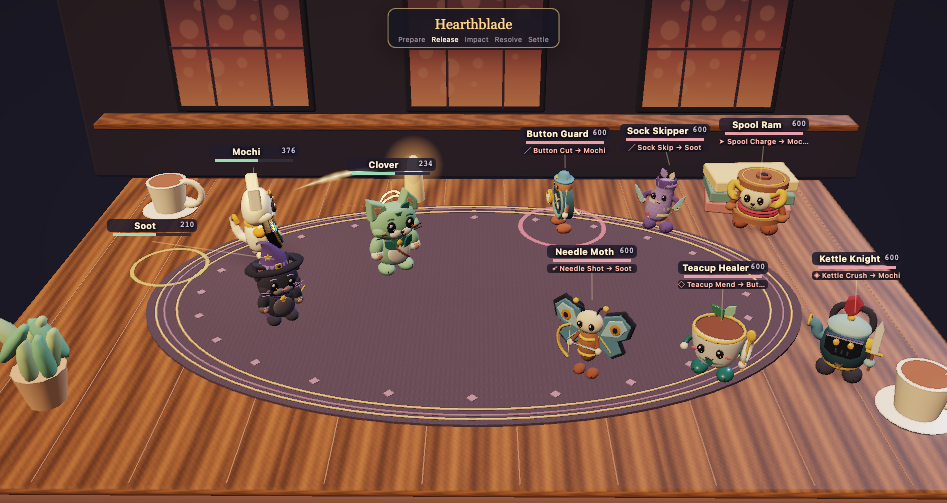 Hearthblade
Prepare Release Impact Resolve Settle
Mochi 376
Clover 234
Soot 210
Button Guard 600
Button Cut → Mochi
Sock Skipper 600
Sock Skip → Soot
Spool Ram 600
Spool Charge → Moc...
Needle Moth 600
Needle Shot → Soot
Teacup Healer 600
Teacup Mend → But...
Kettle Knight 600
Kettle Crush → Mochi